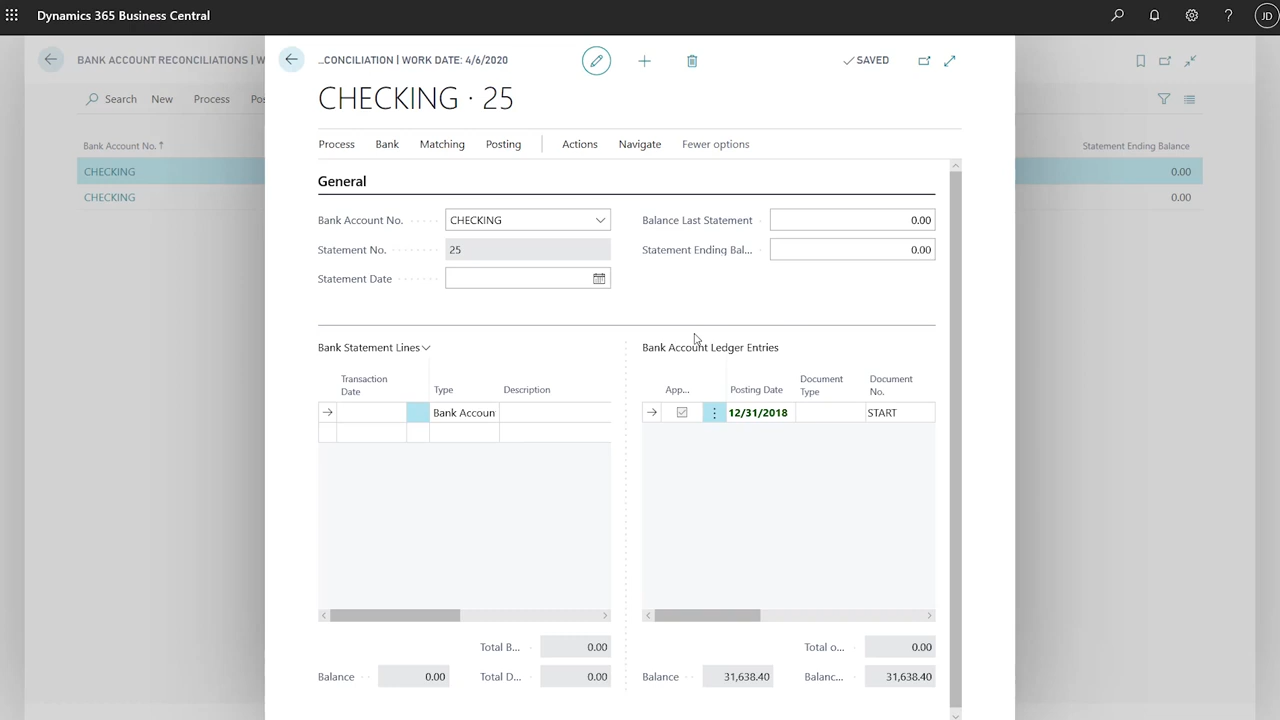 Dynamics 365 Business Central
?
JD
BANK ACCOUNT RECONCILIATIONS | W
...CONCILIATION | WORK DATE: 4/6/2020
SAVED
CHECKING · 25
Search New Process Pos
Process Bank Matching Posting Actions Navigate Fewer options
Bank Account No. ↑
Statement Ending Balance
CHECKING
0.00
CHECKING
0.00
General
Bank Account No. CHECKING
Balance Last Statement 0.00
Statement No. 25
Statement Ending Bal... 0.00
Statement Date
Bank Statement Lines
Bank Account Ledger Entries
Transaction Date Type Description
App... Posting Date Document Type Document No.
Bank Accoun
12/31/2018 START
Total B... 0.00
Total o... 0.00
Balance 0.00 Total D... 0.00
Balance 31,638.40 Balanc... 31,638.40